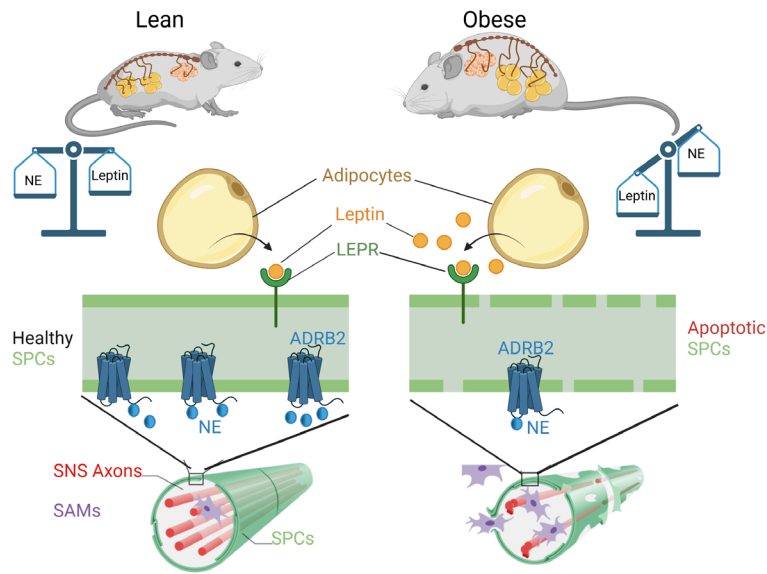 Lean
Obese
NE
Leptin
NE
Leptin
Adipocytes
Leptin
LEPR
Healthy
SPCs
ADRB2
NE
Apoptotic
SPCs
ADRB2
NE
SNS Axons
SAMs
SPCs